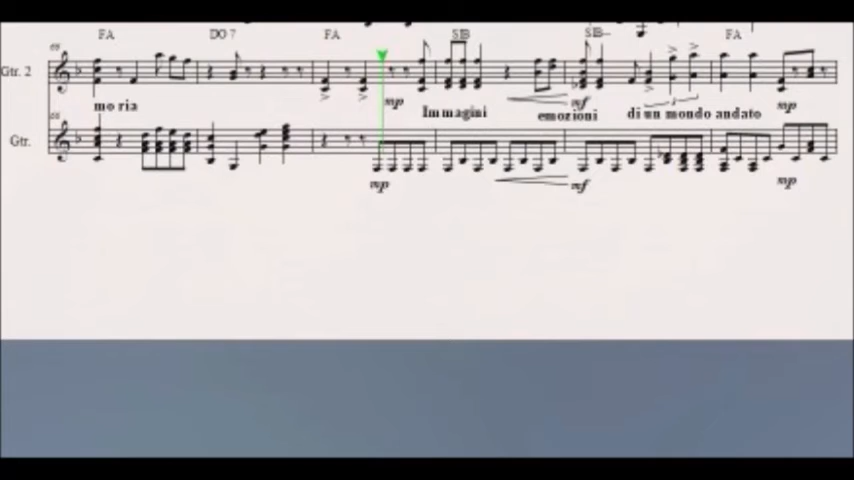 FA DO 7 FA SIB SIB- FA
65
Gtr. 2
mp mf mp
mo ria Immagini emozioni di un mondo andato
Gtr.
mp mf mp